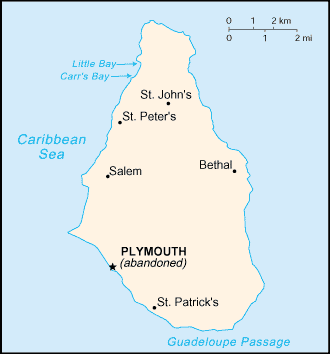 0 1 2 km
0 1 2 mi
Little Bay
Carr's Bay
St. John's
St. Peter's
Caribbean
Sea
Salem
Bethal
PLYMOUTH
(abandoned)
St. Patrick's
Guadeloupe Passage